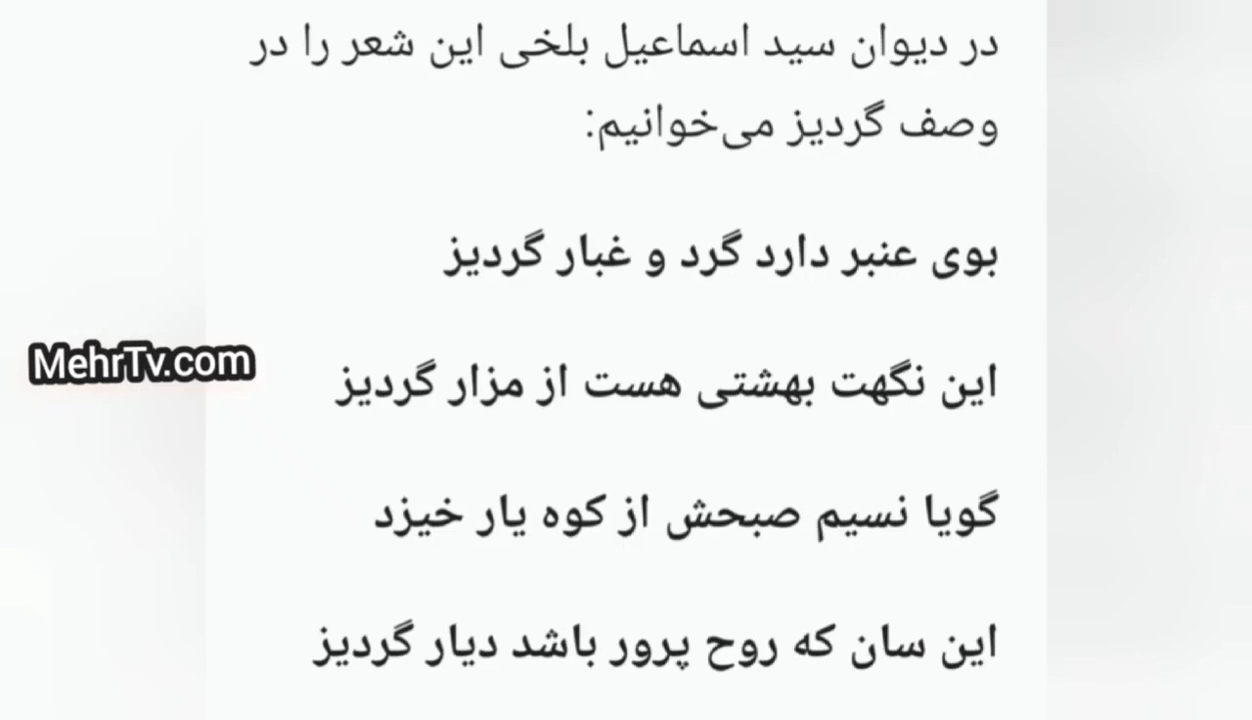 در دیوان سید اسماعیل بلخی این شعر را در
وصف گردیز می‌خوانیم:
بوی عنبر دارد گرد و غبار گردیز
این نگهت بهشتی هست از مزار گردیز
MehrTv.com
گویا نسیم صبحش از کوه یار خیزد
این سان که روح پرور باشد دیار گردیز